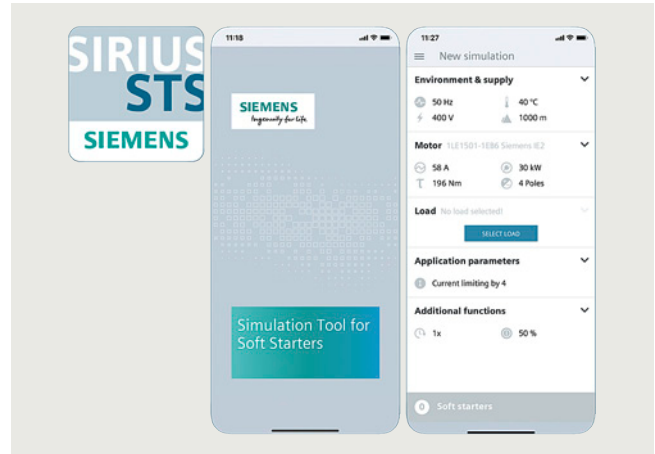 SIRIUS
STS
SIEMENS
11:18
SIEMENS
Ingenuity for life
Simulation Tool for
Soft Starters
11:27
New simulation
Environment & supply
50 Hz 40 °C
400 V 1000 m
Motor 1LE1501-1EB6 Siemens IE2
58 A 30 kW
196 Nm 4 Poles
Load No load selected!
SELECT LOAD
Application parameters
Current limiting by 4
Additional functions
1x 50 %
0 Soft starters